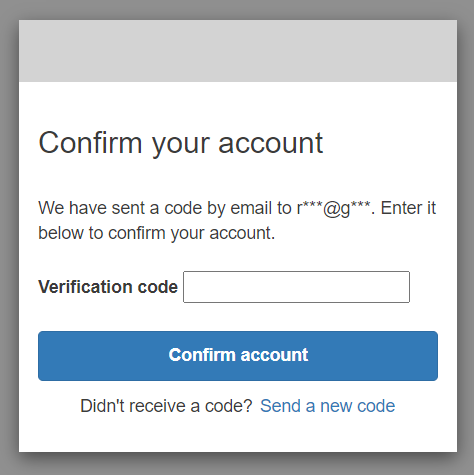 Confirm your account
We have sent a code by email to r***@g***. Enter it
below to confirm your account.
Verification code
Confirm account
Didn't receive a code? Send a new code